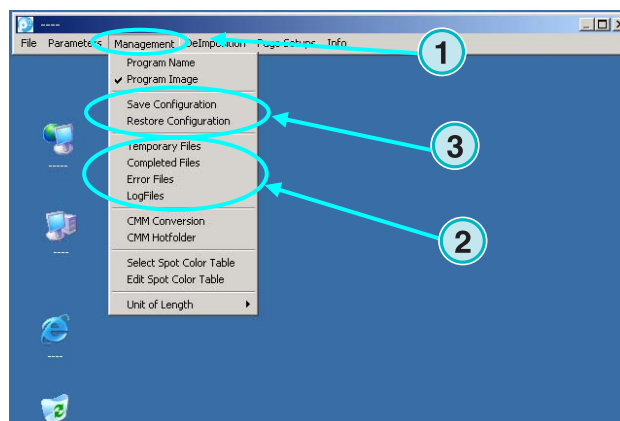 ----
File Parameters Management DeImposition Page Setups Info
Program Name
Program Image
Save Configuration
Restore Configuration
Temporary Files
Completed Files
Error Files
LogFiles
CMM Conversion
CMM Hotfolder
Select Spot Color Table
Edit Spot Color Table
Unit of Length
1
3
2
-----
----
----